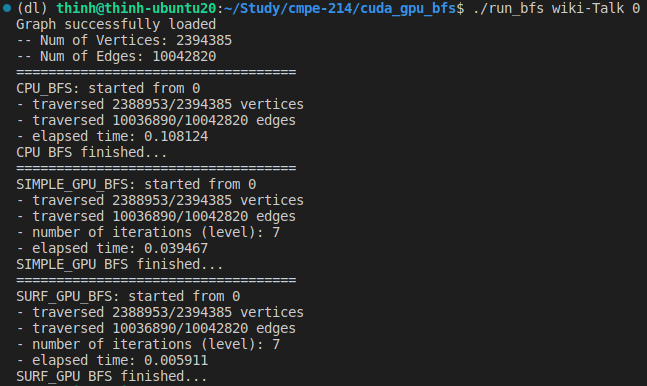 (dl) thinh@thinh-ubuntu20:~/Study/cmpe-214/cuda_gpu_bfs$ ./run_bfs wiki-Talk 0
Graph successfully loaded
-- Num of Vertices: 2394385
-- Num of Edges: 10042820
==================================
CPU_BFS: started from 0
- traversed 2388953/2394385 vertices
- traversed 10036890/10042820 edges
- elapsed time: 0.108124
CPU BFS finished...
==================================
SIMPLE_GPU_BFS: started from 0
- traversed 2388953/2394385 vertices
- traversed 10036890/10042820 edges
- number of iterations (level): 7
- elapsed time: 0.039467
SIMPLE_GPU BFS finished...
==================================
SURF_GPU_BFS: started from 0
- traversed 2388953/2394385 vertices
- traversed 10036890/10042820 edges
- number of iterations (level): 7
- elapsed time: 0.005911
SURF_GPU BFS finished...